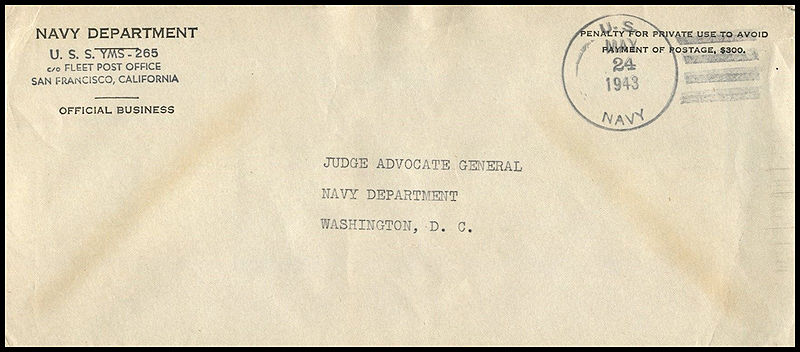 NAVY DEPARTMENT
U. S. S. YMS-265
c/o FLEET POST OFFICE
SAN FRANCISCO, CALIFORNIA
OFFICIAL BUSINESS
PENALTY FOR PRIVATE USE TO AVOID
PAYMENT OF POSTAGE, $300.
U.S.
MAY
24
1943
NAVY
JUDGE ADVOCATE GENERAL
NAVY DEPARTMENT
WASHINGTON, D. C.